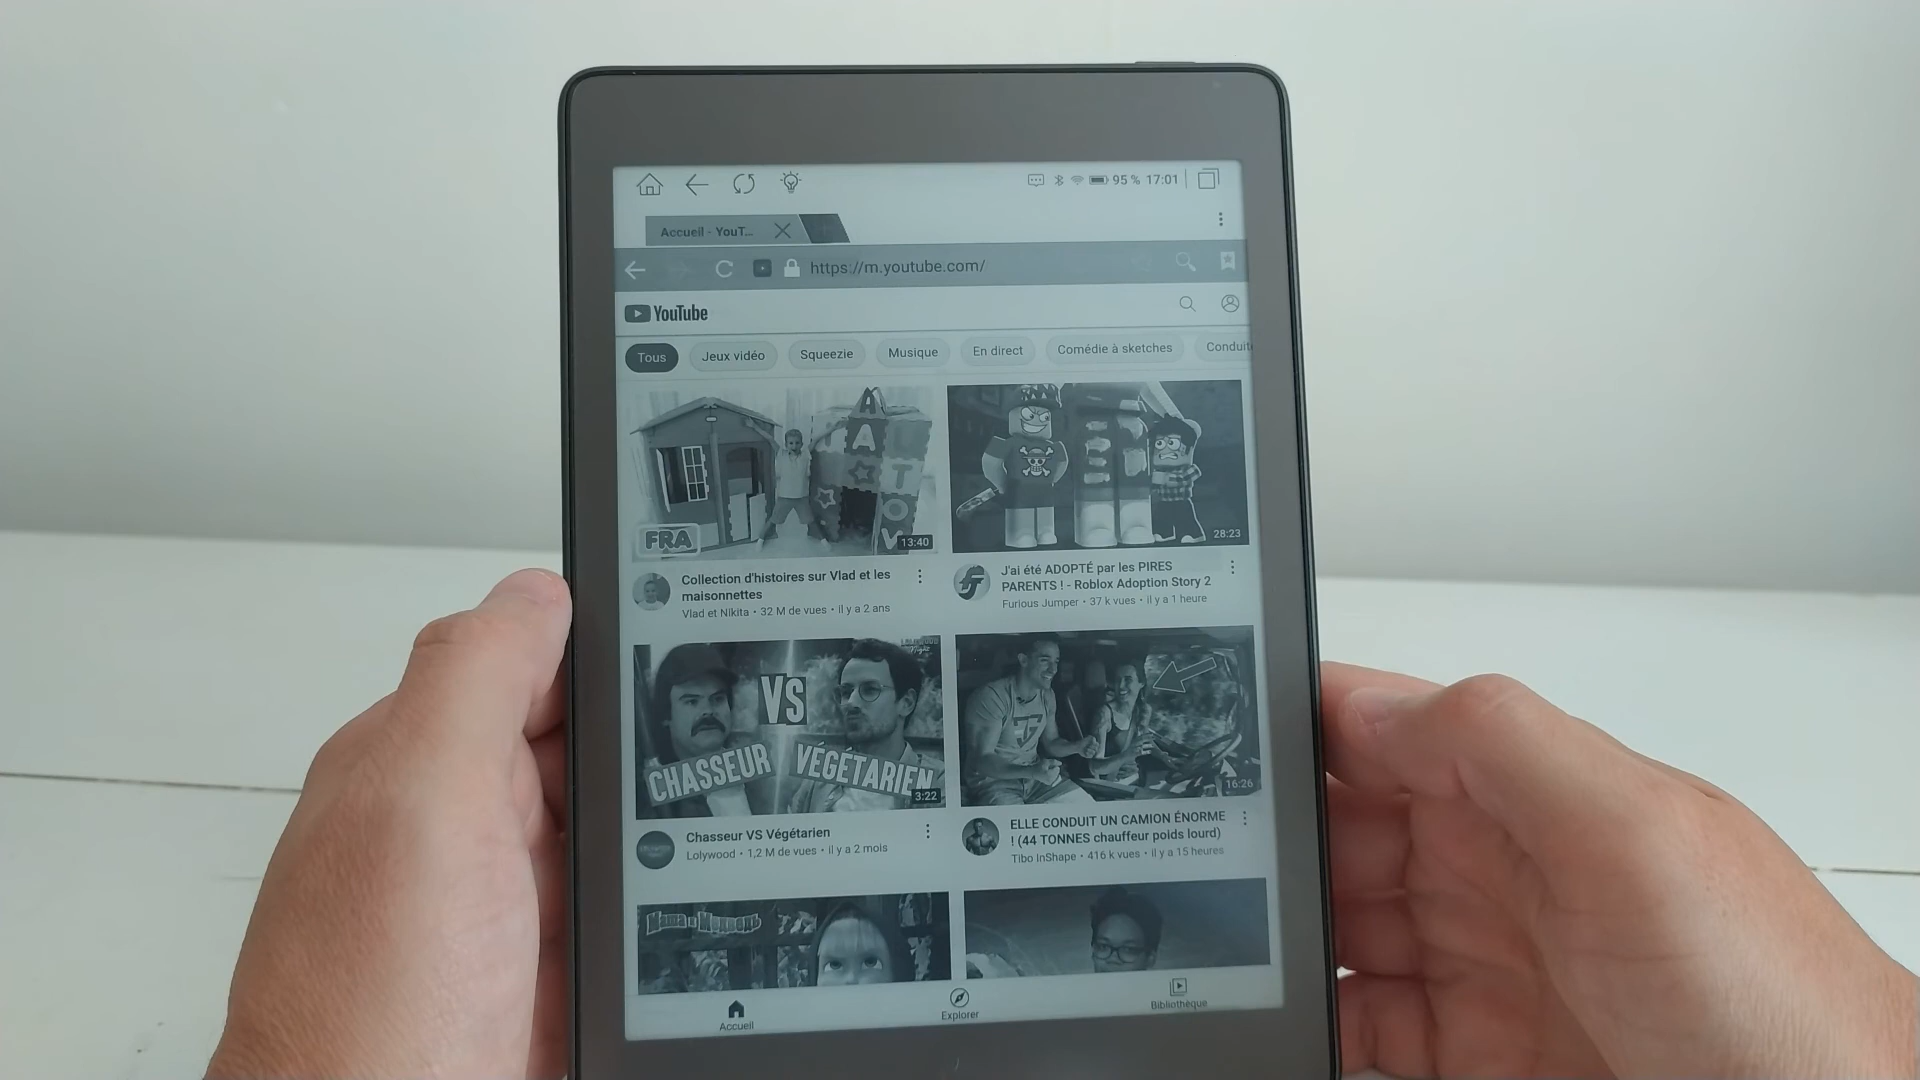 95 % 17:01
Accueil - YouT...
https://m.youtube.com/
YouTube
Tous
Jeux vidéo
Squeezie
Musique
En direct
Comédie à sketches
Conduit
A
A
L
T
O
V
FRA
13:40
28:23
Collection d'histoires sur Vlad et les
maisonnettes
Vlad et Nikita • 32 M de vues • il y a 2 ans
J'ai été ADOPTÉ par les PIRES
PARENTS ! - Roblox Adoption Story 2
Furious Jumper • 37 k vues • il y a 1 heure
Night
VS
CHASSEUR
VÉGÉTARIEN
3:22
16:26
Chasseur VS Végétarien
Lolywood • 1,2 M de vues • il y a 2 mois
ELLE CONDUIT UN CAMION ÉNORME
! (44 TONNES chauffeur poids lourd)
Tibo InShape • 416 k vues • il y a 15 heures
Accueil
Explorer
Bibliothèque